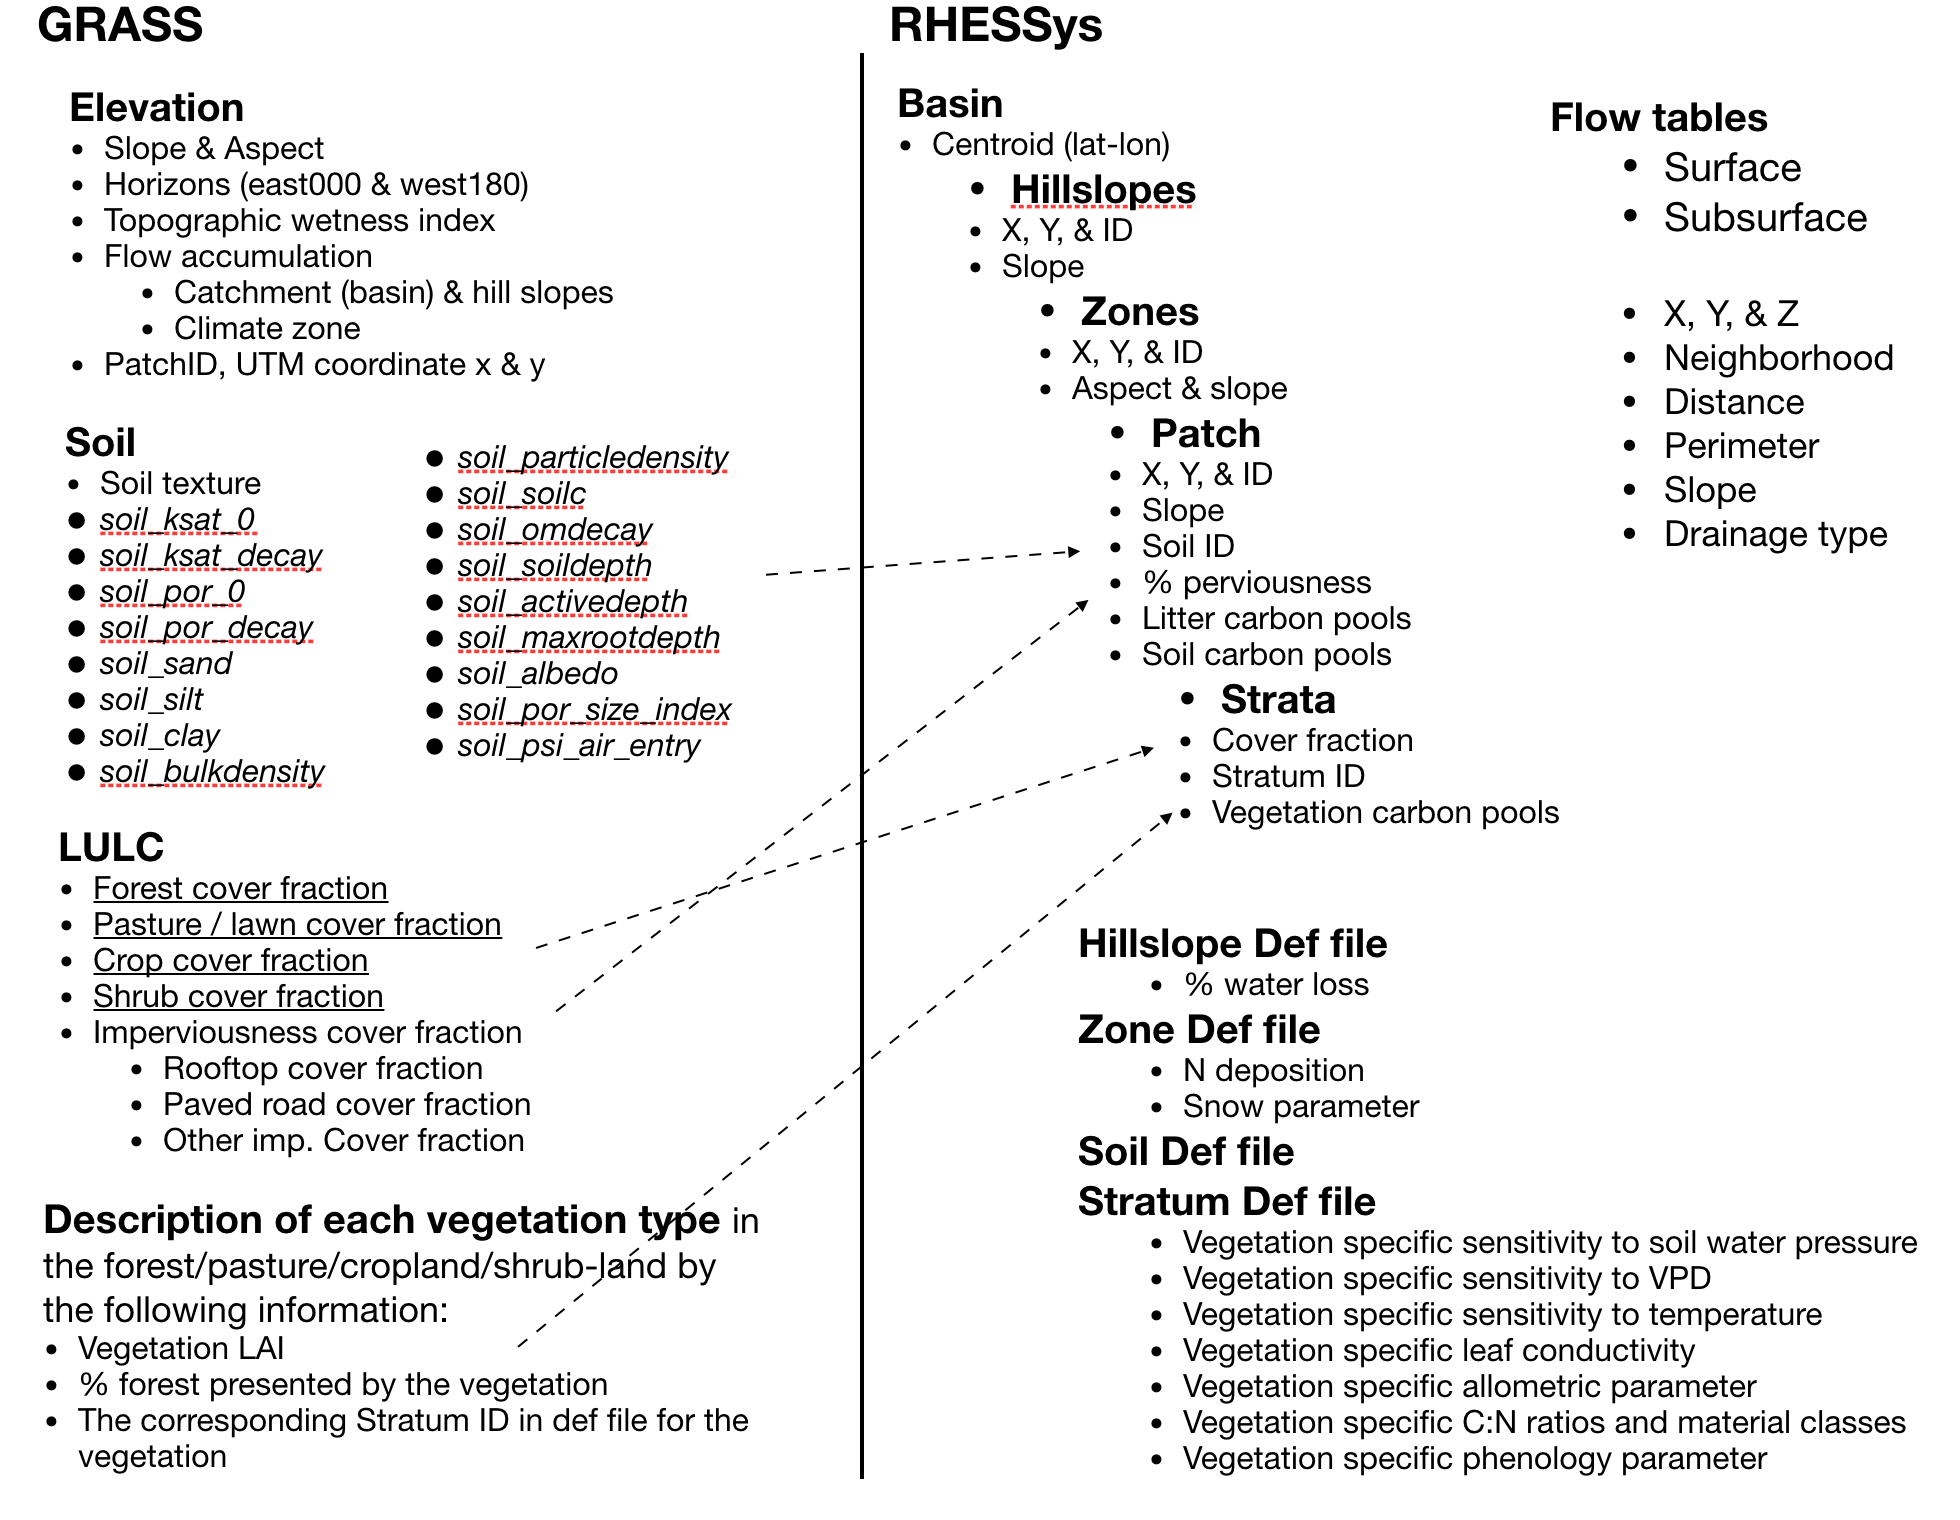 GRASS
Elevation
• Slope & Aspect
• Horizons (east000 & west180)
• Topographic wetness index
• Flow accumulation
• Catchment (basin) & hill slopes
• Climate zone
• PatchID, UTM coordinate x & y
Soil
• Soil texture
• soil_ksat_0
• soil_ksat_decay
• soil_por_0
• soil_por_decay
• soil_sand
• soil_silt
• soil_clay
• soil_bulkdensity
• soil_particledensity
• soil_soilc
• soil_omdecay
• soil_soildepth
• soil_activedepth
• soil_maxrootdepth
• soil_albedo
• soil_por_size_index
• soil_psi_air_entry
LULC
• Forest cover fraction
• Pasture / lawn cover fraction
• Crop cover fraction
• Shrub cover fraction
• Imperviousness cover fraction
• Rooftop cover fraction
• Paved road cover fraction
• Other imp. Cover fraction
Description of each vegetation type in
the forest/pasture/cropland/shrub-land by
the following information:
• Vegetation LAI
• % forest presented by the vegetation
• The corresponding Stratum ID in def file for the
vegetation
RHESSys
Basin
• Centroid (lat-lon)
• Hillslopes
• X, Y, & ID
• Slope
• Zones
• X, Y, & ID
• Aspect & slope
• Patch
• X, Y, & ID
• Slope
• Soil ID
• % perviousness
• Litter carbon pools
• Soil carbon pools
• Strata
• Cover fraction
• Stratum ID
• Vegetation carbon pools
Flow tables
• Surface
• Subsurface
• X, Y, & Z
• Neighborhood
• Distance
• Perimeter
• Slope
• Drainage type
Hillslope Def file
• % water loss
Zone Def file
• N deposition
• Snow parameter
Soil Def file
Stratum Def file
• Vegetation specific sensitivity to soil water pressure
• Vegetation specific sensitivity to VPD
• Vegetation specific sensitivity to temperature
• Vegetation specific leaf conductivity
• Vegetation specific allometric parameter
• Vegetation specific C:N ratios and material classes
• Vegetation specific phenology parameter